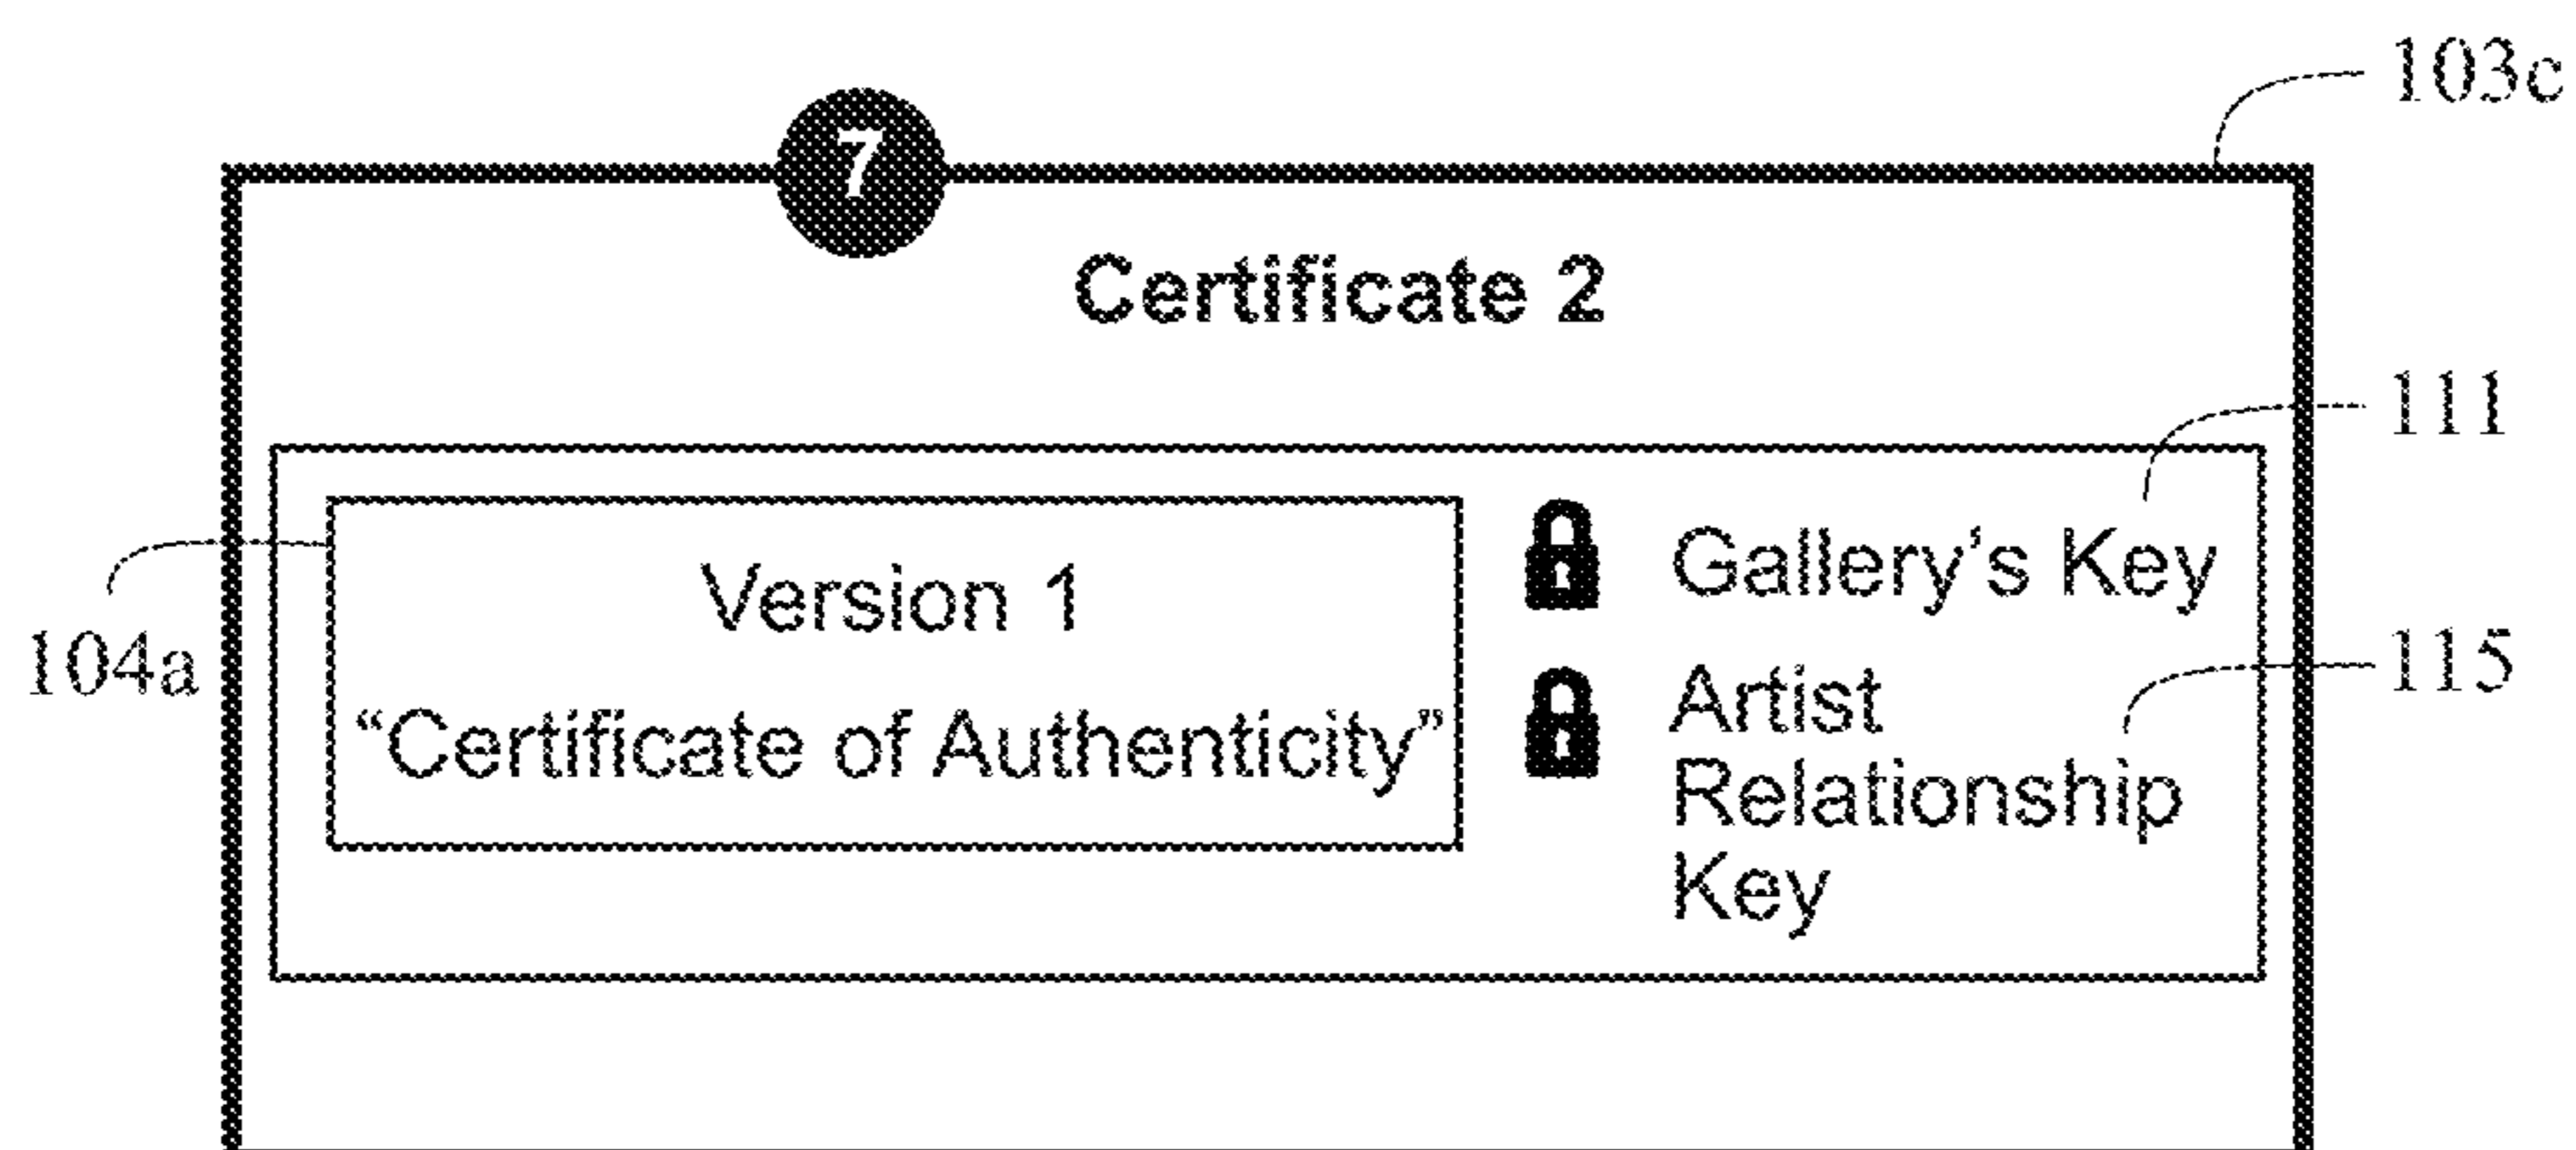 103c
7
Certificate 2
111
Gallery's Key
Version 1
104a
115
Artist
“Certificate of Authenticity”
Relationship
Key